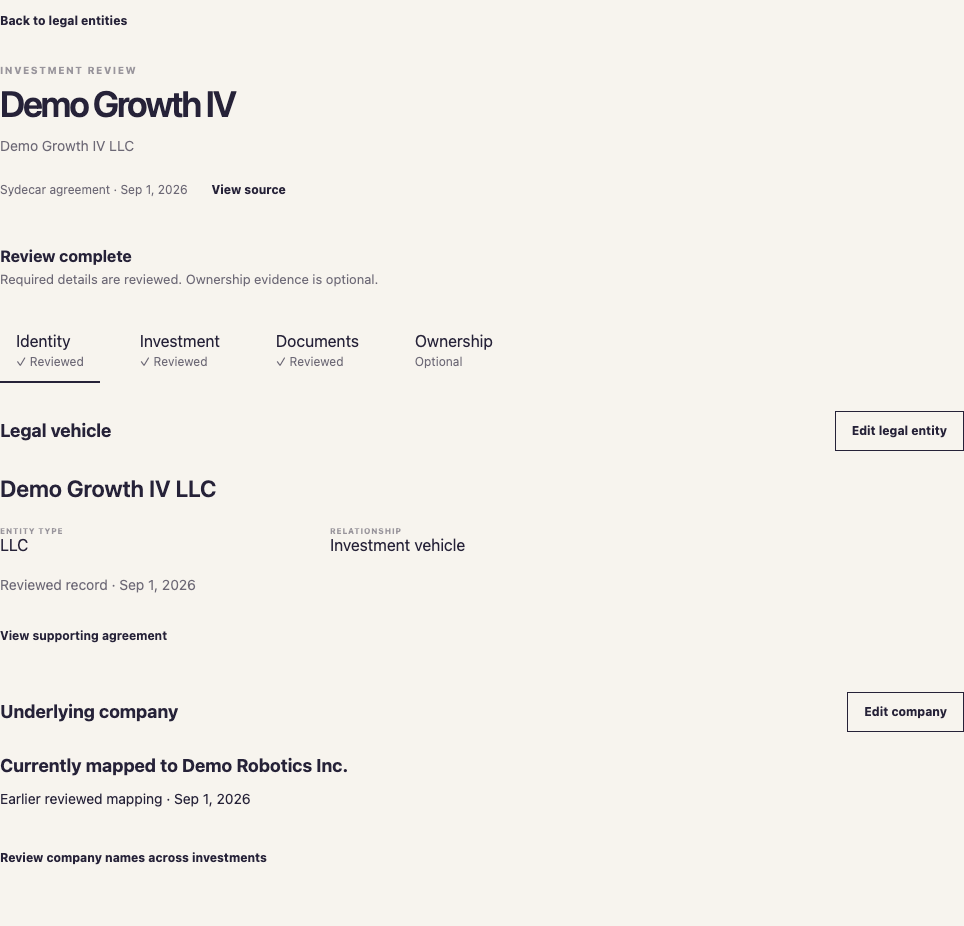 Back to legal entities
INVESTMENT REVIEW
Demo Growth IV
Demo Growth IV LLC
Sydecar agreement · Sep 1, 2026 View source
Review complete
Required details are reviewed. Ownership evidence is optional.
Identity Investment Documents Ownership
✓ Reviewed ✓ Reviewed ✓ Reviewed Optional
Legal vehicle Edit legal entity
Demo Growth IV LLC
ENTITY TYPE RELATIONSHIP
LLC Investment vehicle
Reviewed record · Sep 1, 2026
View supporting agreement
Underlying company Edit company
Currently mapped to Demo Robotics Inc.
Earlier reviewed mapping · Sep 1, 2026
Review company names across investments